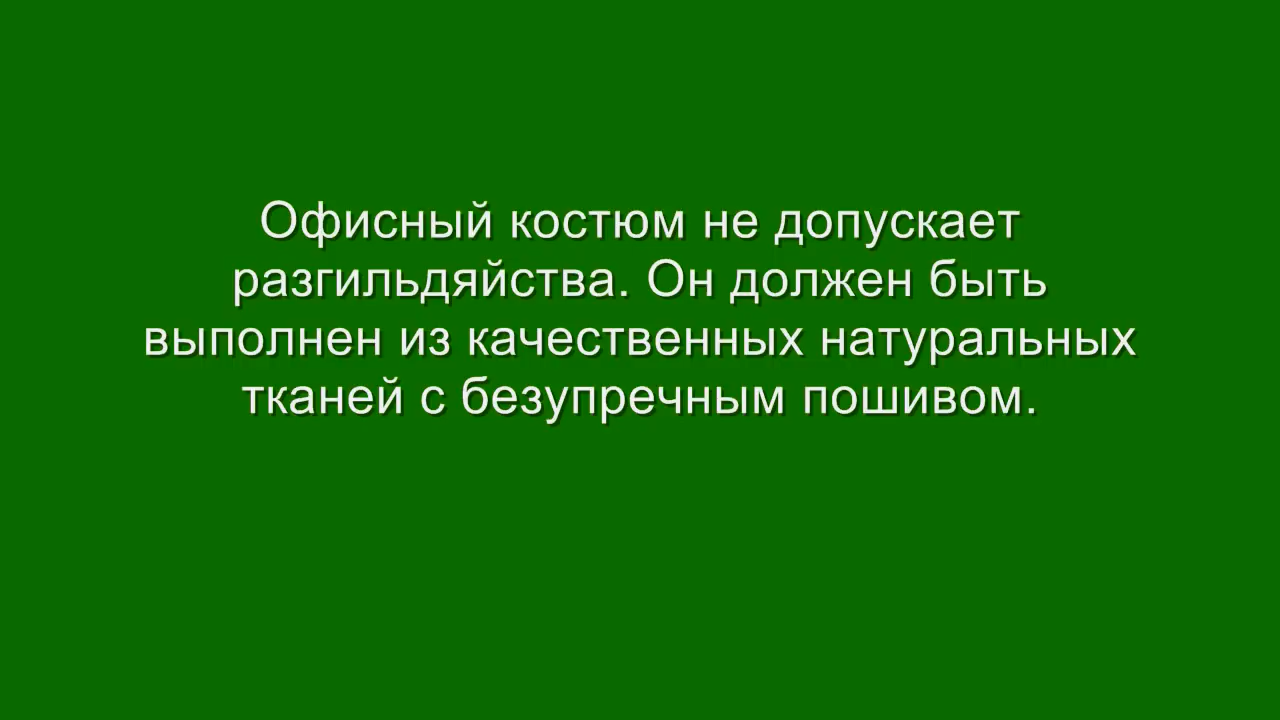 Офисный костюм не допускает
разгильдяйства. Он должен быть
выполнен из качественных натуральных
тканей с безупречным пошивом.